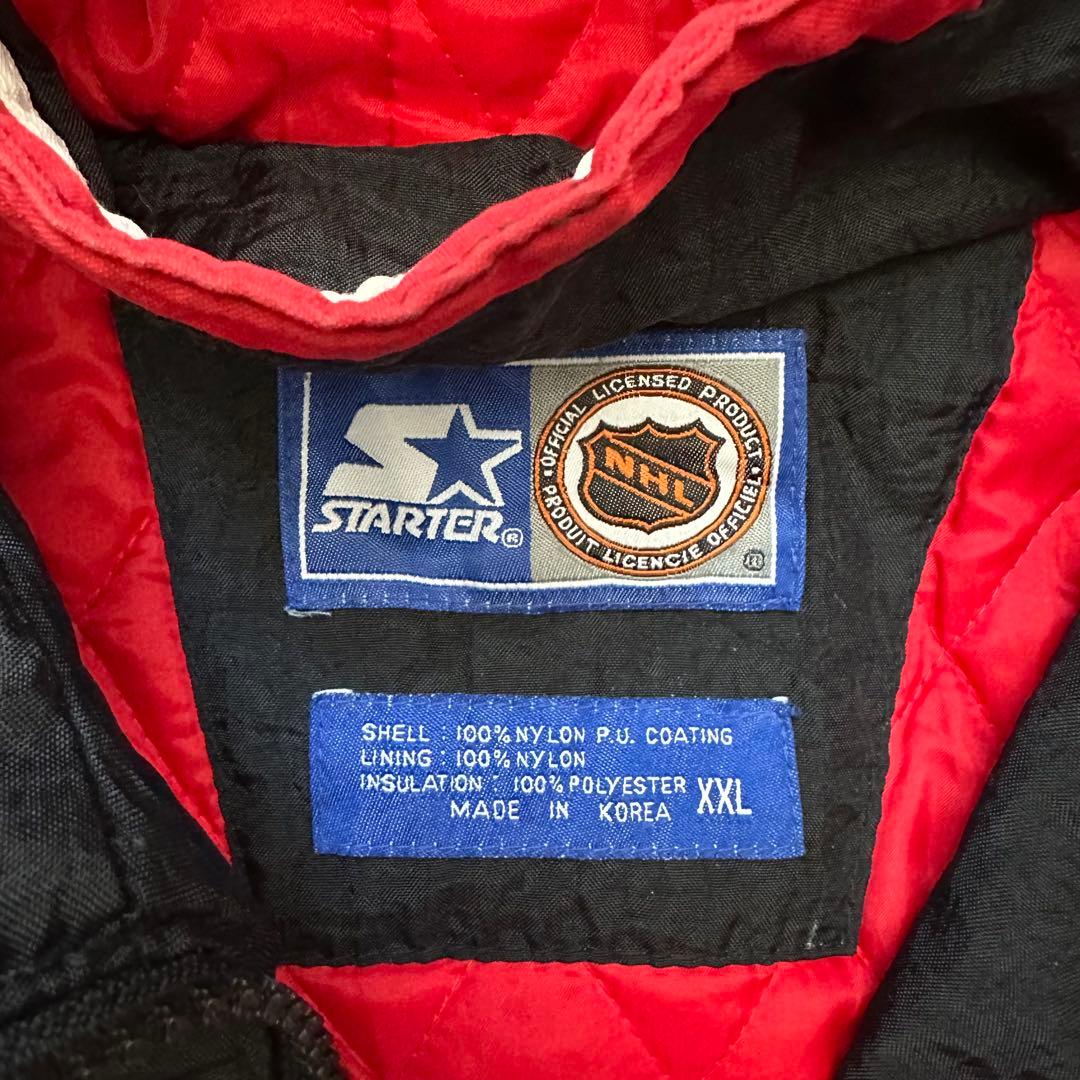 STARTER®
• OFFICIAL LICENSED PRODUCT •
NHL
PRODUIT LICENCIE OFFICIEL
SHELL : 100% NYLON P.U. COATING
LINING : 100% NYLON
INSULATION : 100% POLYESTER XXL
MADE IN KOREA